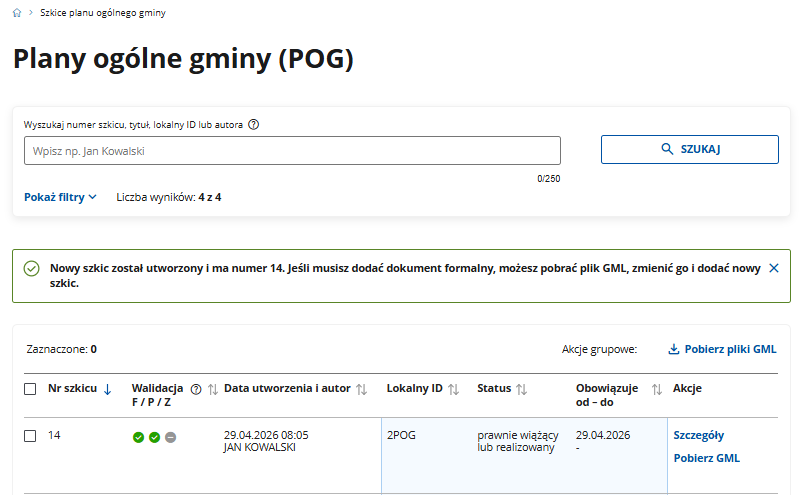 Szkice planu ogólnego gminy
Plany ogólne gminy (POG)
Wyszukaj numer szkicu, tytuł, lokalny ID lub autora
Wpisz np. Jan Kowalski
SZUKAJ
0/250
Pokaż filtry Liczba wyników: 4 z 4
Nowy szkic został utworzony i ma numer 14. Jeśli musisz dodać dokument formalny, możesz pobrać plik GML, zmienić go i dodać nowy
szkic.
Zaznaczone: 0 Akcje grupowe: Pobierz pliki GML
Nr szkicu Walidacja Data utworzenia i autor Lokalny ID Status Obowiązuje Akcje
F / P / Z od – do
14 29.04.2026 08:05 2POG prawnie wiążący 29.04.2026 Szczegóły
JAN KOWALSKI lub realizowany -
Pobierz GML